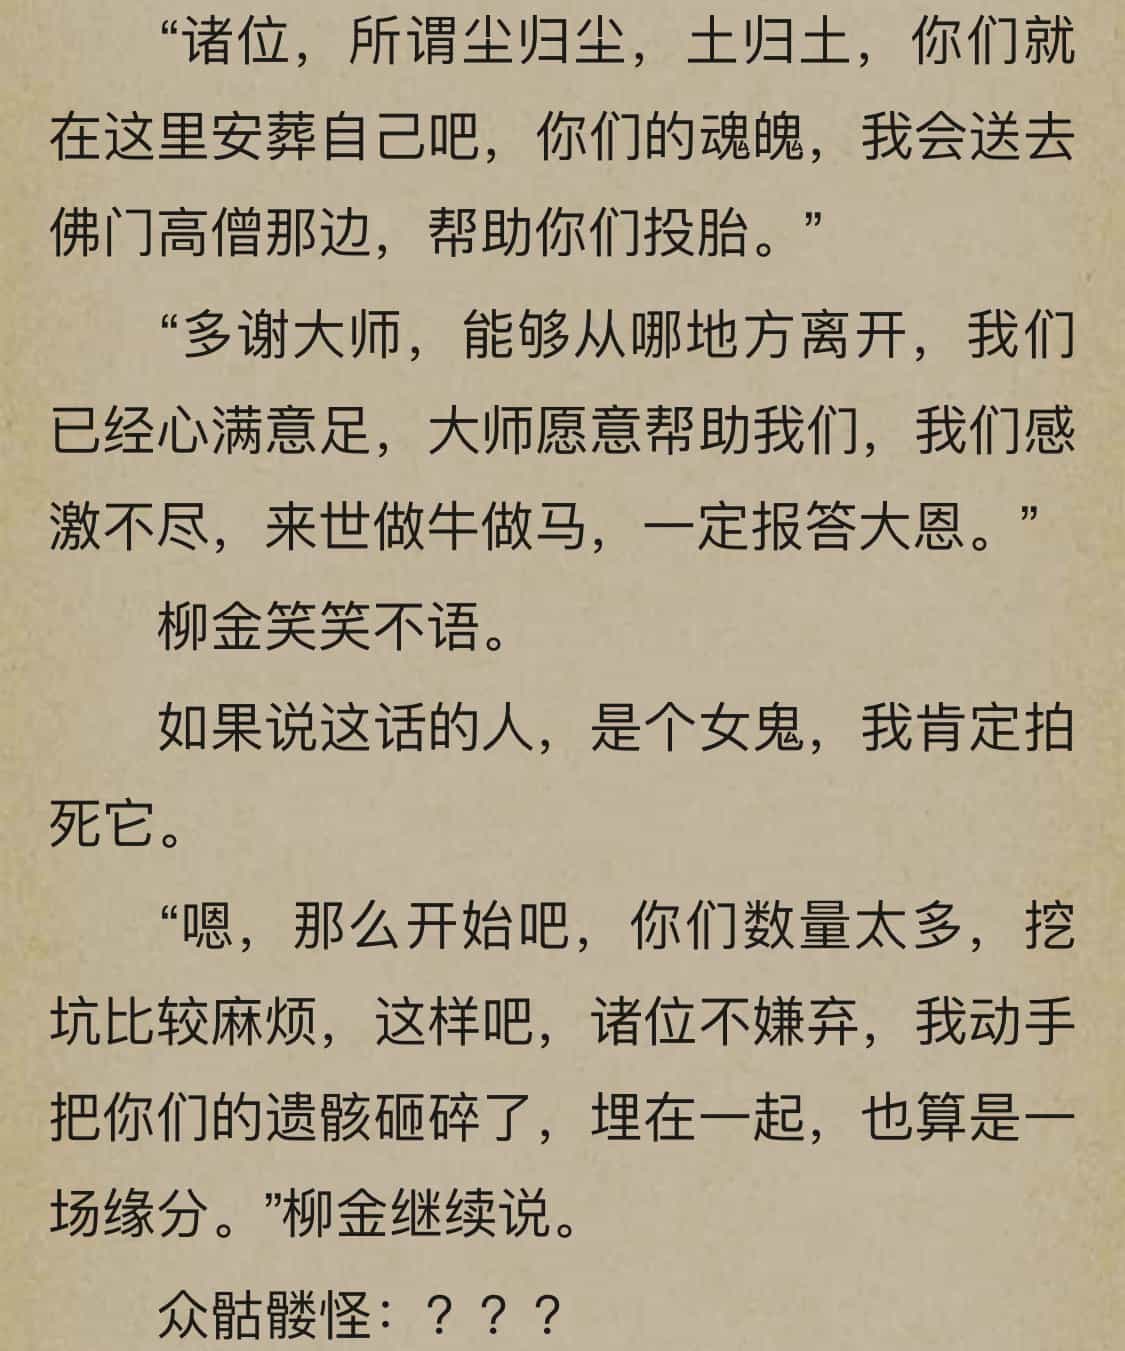 “诸位，所谓尘归尘，土归土，你们就
在这里安葬自己吧，你们的魂魄，我会送去
佛门高僧那边，帮助你们投胎。”
“多谢大师，能够从哪地方离开，我们
已经心满意足，大师愿意帮助我们，我们感
激不尽，来世做牛做马，一定报答大恩。”
柳金笑笑不语。
如果说这话的人，是个女鬼，我肯定拍
死它。
“嗯，那么开始吧，你们数量太多，挖
坑比较麻烦，这样吧，诸位不嫌弃，我动手
把你们的遗骸砸碎了，埋在一起，也算是一
场缘分。”柳金继续说。
众骷髅怪：？？？